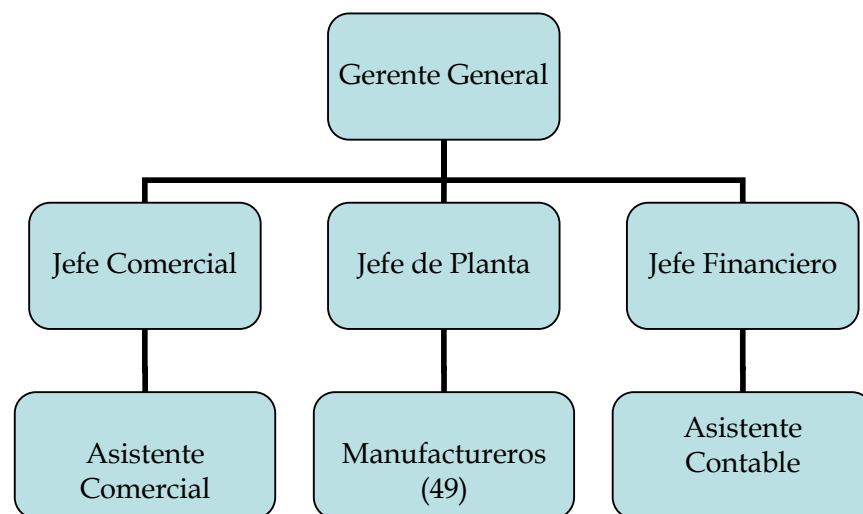 Gerente General
Jefe Comercial
Jefe de Planta
Jefe Financiero
Asistente
Comercial
Manufactureros
(49)
Asistente
Contable